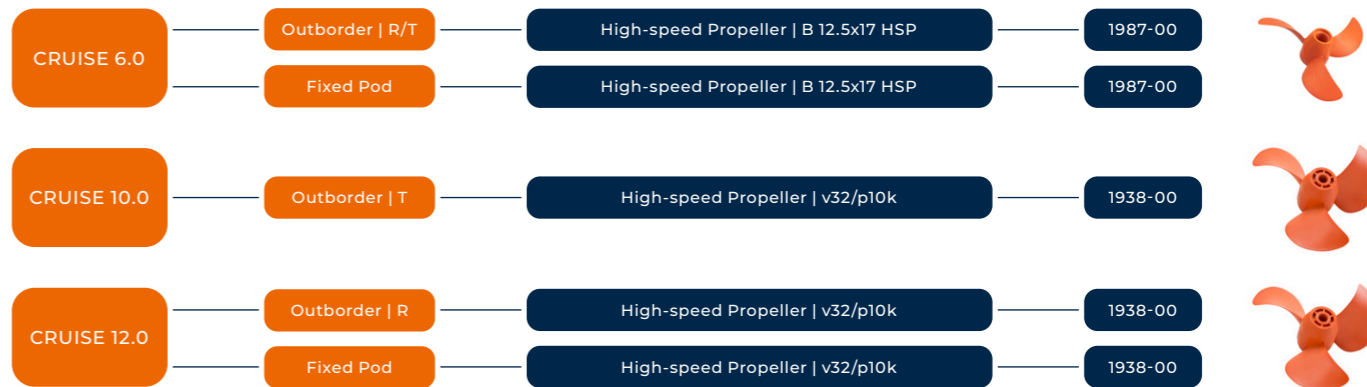 CRUISE 6.0
Outborder | R/T
High-speed Propeller | B 12.5x17 HSP
1987-00
Fixed Pod
High-speed Propeller | B 12.5x17 HSP
1987-00
CRUISE 10.0
Outborder | T
High-speed Propeller | v32/p10k
1938-00
CRUISE 12.0
Outborder | R
High-speed Propeller | v32/p10k
1938-00
Fixed Pod
High-speed Propeller | v32/p10k
1938-00